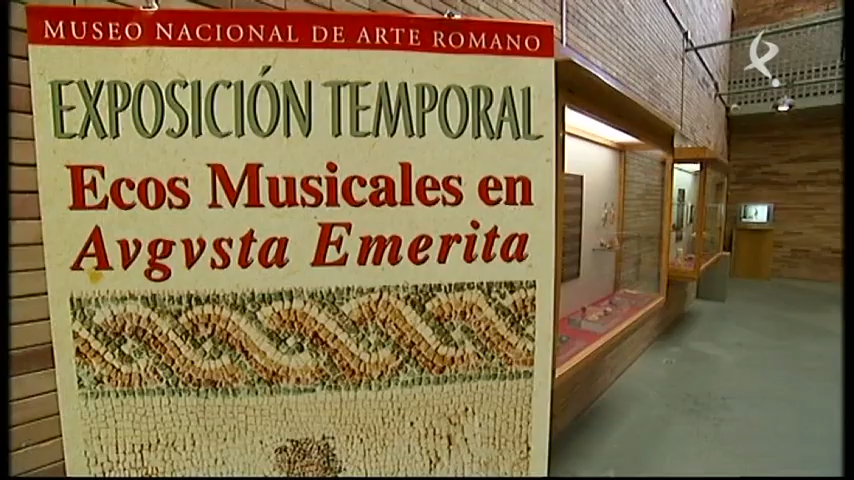 MUSEO NACIONAL DE ARTE ROMANO
EXPOSICIÓN TEMPORAL
Ecos Musicales en
Avgvsta Emerita